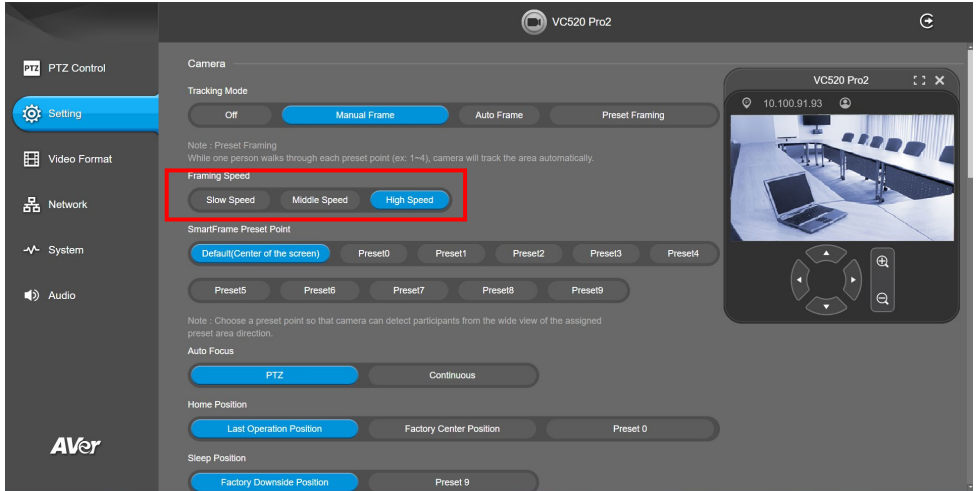 VC520 Pro2
PTZ PTZ Control
Setting
Video Format
Network
System
Audio
AVer
Camera
Tracking Mode
Off Manual Frame Auto Frame Preset Framing
Note : Preset Framing
While one person walks through each preset point (ex: 1~4), camera will track the area automatically.
Framing Speed
Slow Speed Middle Speed High Speed
SmartFrame Preset Point
Default(Center of the screen) Preset0 Preset1 Preset2 Preset3 Preset4
Preset5 Preset6 Preset7 Preset8 Preset9
Note : Choose a preset point so that camera can detect participants from the wide view of the assigned
preset area direction.
Auto Focus
PTZ Continuous
Home Position
Last Operation Position Factory Center Position Preset 0
Sleep Position
Factory Downside Position Preset 9
VC520 Pro2
10.100.91.93